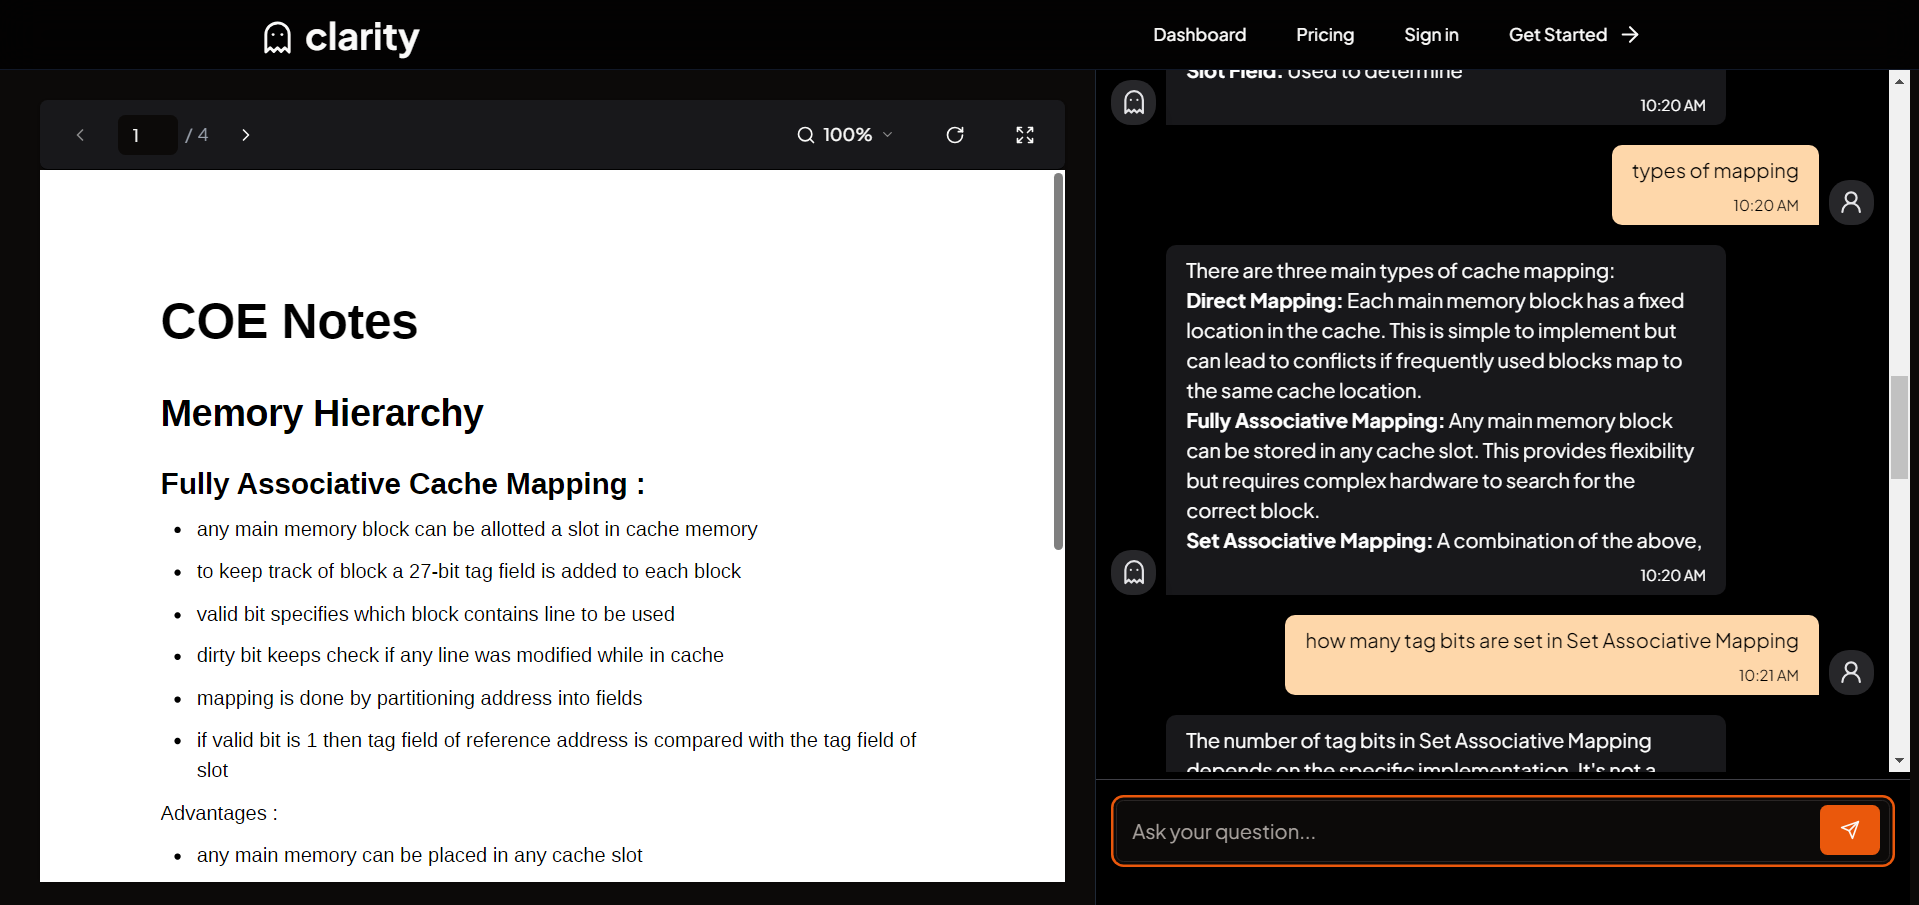 clarity
Dashboard
Pricing
Sign in
Get Started
1
/ 4
100%
COE Notes
Memory Hierarchy
Fully Associative Cache Mapping :
• any main memory block can be allotted a slot in cache memory
• to keep track of block a 27-bit tag field is added to each block
• valid bit specifies which block contains line to be used
• dirty bit keeps check if any line was modified while in cache
• mapping is done by partitioning address into fields
• if valid bit is 1 then tag field of reference address is compared with the tag field of
slot
Advantages :
• any main memory can be placed in any cache slot
Slot Field: Used to determine
10:20 AM
types of mapping
10:20 AM
There are three main types of cache mapping:
Direct Mapping: Each main memory block has a fixed
location in the cache. This is simple to implement but
can lead to conflicts if frequently used blocks map to
the same cache location.
Fully Associative Mapping: Any main memory block
can be stored in any cache slot. This provides flexibility
but requires complex hardware to search for the
correct block.
Set Associative Mapping: A combination of the above,
10:20 AM
how many tag bits are set in Set Associative Mapping
10:21 AM
The number of tag bits in Set Associative Mapping
depends on the specific implementation. It's not a
Ask your question...